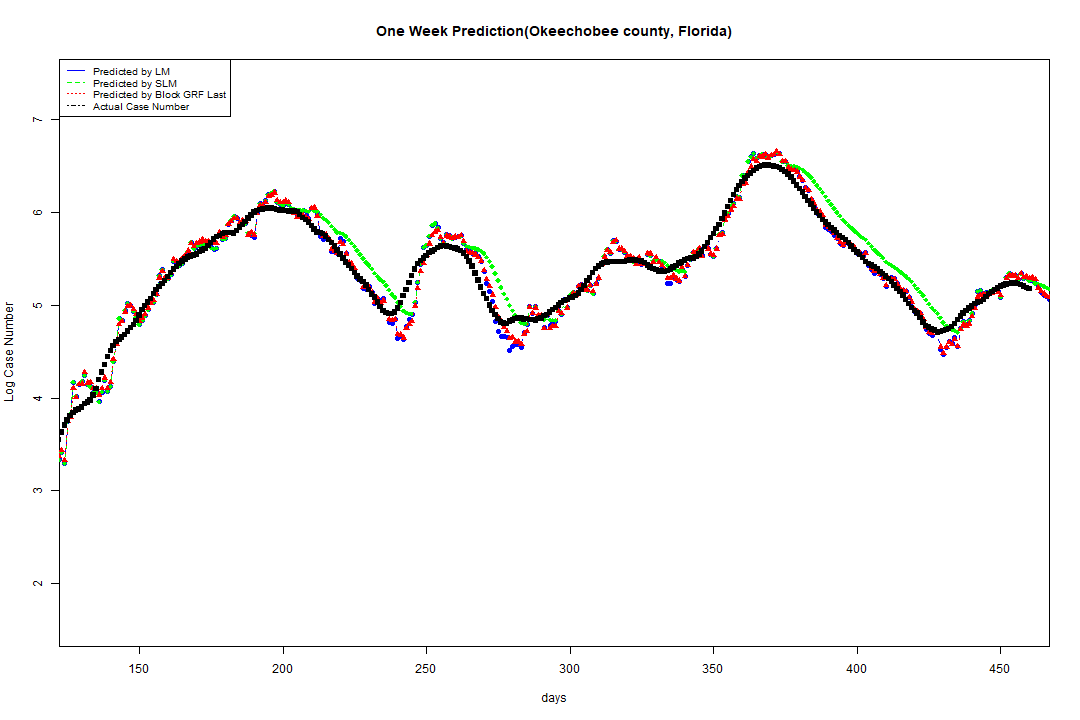 One Week Prediction(Okeechobee county, Florida)
Predicted by LM
Predicted by SLM
Predicted by Block GRF Last
Actual Case Number
7
6
5
4
3
2
Log Case Number
150 200 250 300 350 400 450
days